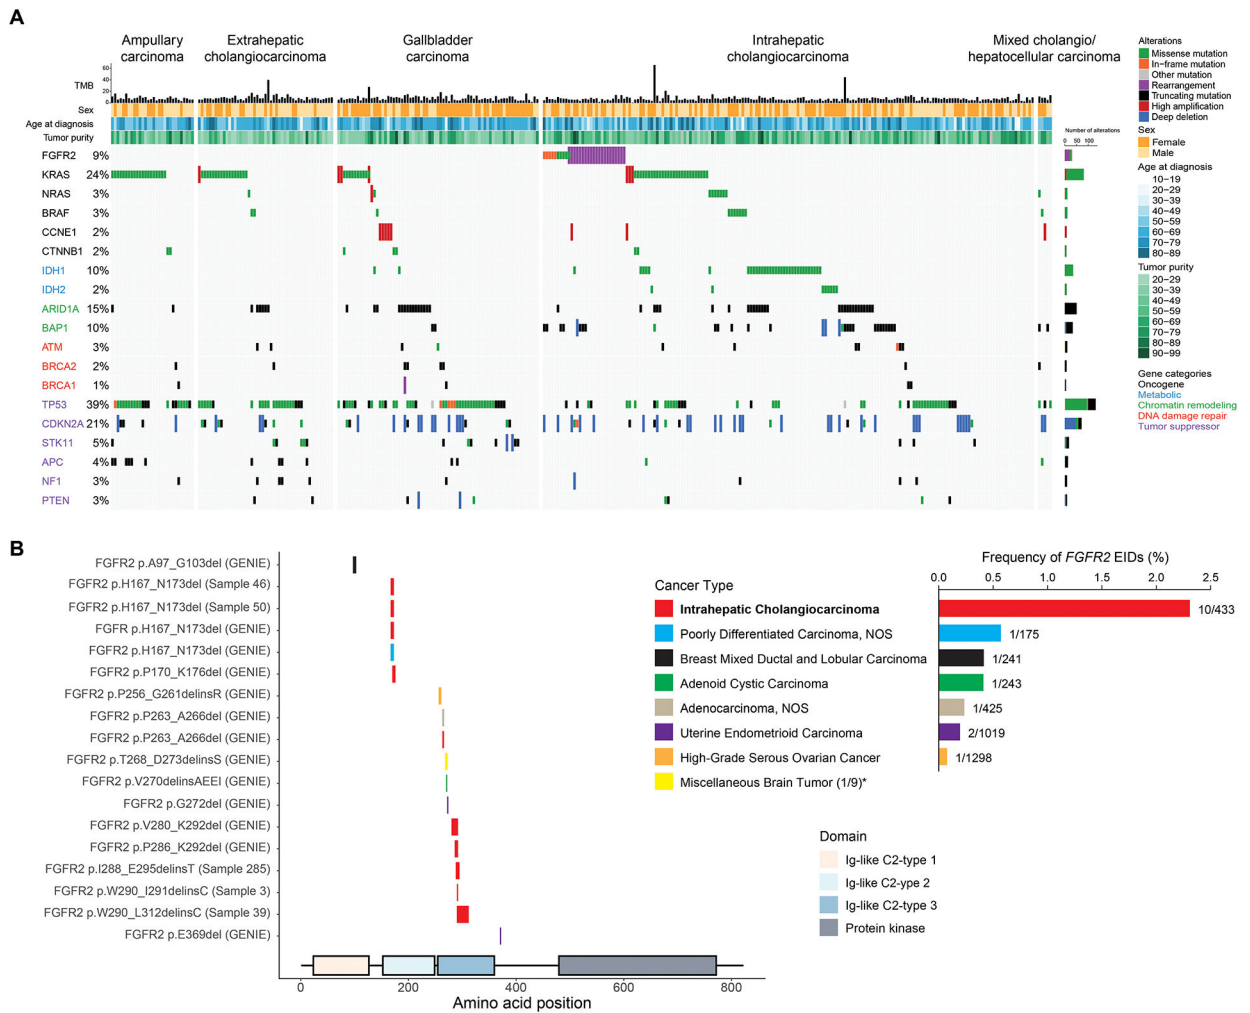 A
Ampullary
carcinoma
Extrahepatic
cholangiocarcinoma
Gallbladder
carcinoma
Intrahepatic
cholangiocarcinoma
Mixed cholangio/
hepatocellular carcinoma
60
40
20
0
TMB
Sex
Age at diagnosis
Tumor purity
FGFR2 9%
KRAS 24%
NRAS 3%
BRAF 3%
CCNE1 2%
CTNNB1 2%
IDH1 10%
IDH2 2%
ARID1A 15%
BAP1 10%
ATM 3%
BRCA2 2%
BRCA1 1%
TP53 39%
CDKN2A 21%
STK11 5%
APC 4%
NF1 3%
PTEN 3%
Number of alterations
0 50 100
Alterations
Missense mutation
In-frame mutation
Other mutation
Rearrangement
Truncating mutation
High amplification
Deep deletion
Sex
Female
Male
Age at diagnosis
10–19
20–29
30–39
40–49
50–59
60–69
70–79
80–89
Tumor purity
20–29
30–39
40–49
50–59
60–69
70–79
80–89
90–99
Gene categories
Oncogene
Metabolic
Chromatin remodeling
DNA damage repair
Tumor suppressor
B
FGFR2 p.A97_G103del (GENIE)
FGFR2 p.H167_N173del (Sample 46)
FGFR2 p.H167_N173del (Sample 50)
FGFR p.H167_N173del (GENIE)
FGFR2 p.H167_N173del (GENIE)
FGFR2 p.P170_K176del (GENIE)
FGFR2 p.P256_G261delinsR (GENIE)
FGFR2 p.P263_A266del (GENIE)
FGFR2 p.P263_A266del (GENIE)
FGFR2 p.T268_D273delinsS (GENIE)
FGFR2 p.V270delinsAEEI (GENIE)
FGFR2 p.G272del (GENIE)
FGFR2 p.V280_K292del (GENIE)
FGFR2 p.P286_K292del (GENIE)
FGFR2 p.I288_E295delinsT (Sample 285)
FGFR2 p.W290_I291delinsC (Sample 3)
FGFR2 p.W290_L312delinsC (Sample 39)
FGFR2 p.E369del (GENIE)
0 200 400 600 800
Amino acid position
Cancer Type
Intrahepatic Cholangiocarcinoma
Poorly Differentiated Carcinoma, NOS
Breast Mixed Ductal and Lobular Carcinoma
Adenoid Cystic Carcinoma
Adenocarcinoma, NOS
Uterine Endometrioid Carcinoma
High-Grade Serous Ovarian Cancer
Miscellaneous Brain Tumor (1/9)*
Frequency of FGFR2 EIDs (%)
0.0 0.5 1.0 1.5 2.0 2.5
10/433
1/175
1/241
1/243
1/425
2/1019
1/1298
Domain
Ig-like C2-type 1
Ig-like C2-ype 2
Ig-like C2-type 3
Protein kinase